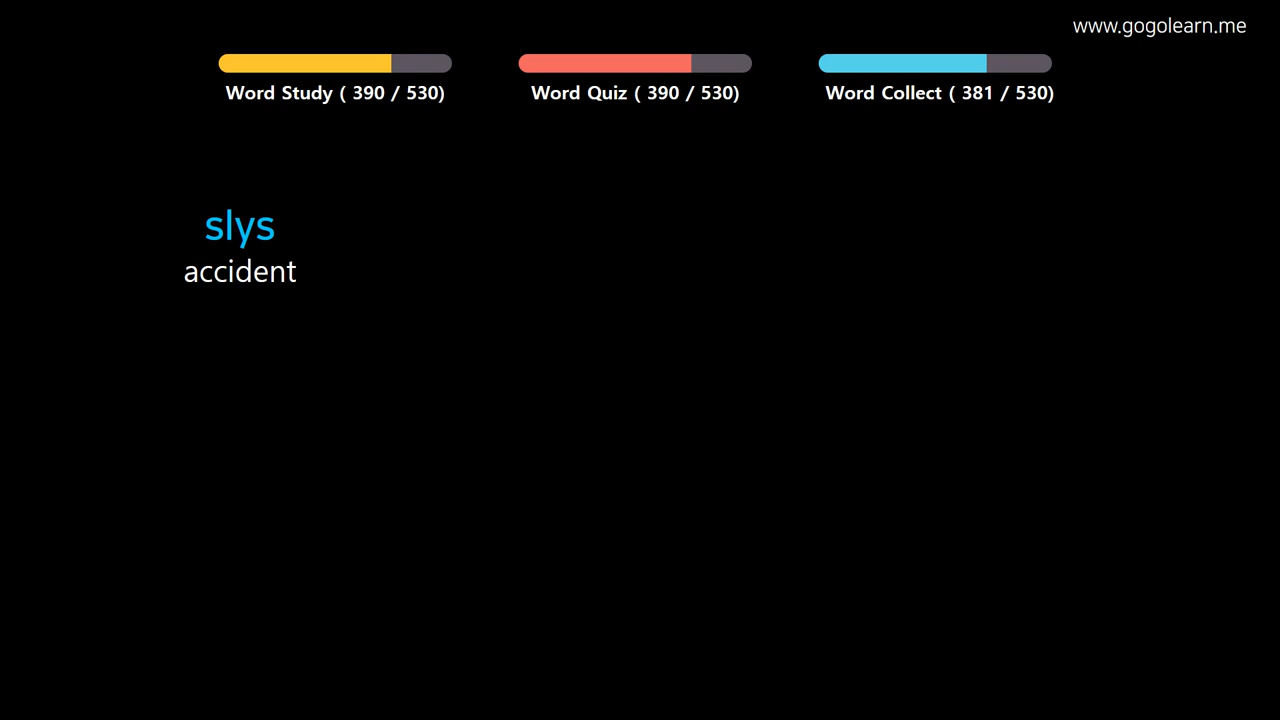 www.gogolearn.me
Word Study ( 390 / 530)
Word Quiz ( 390 / 530)
Word Collect ( 381 / 530)
slys
accident